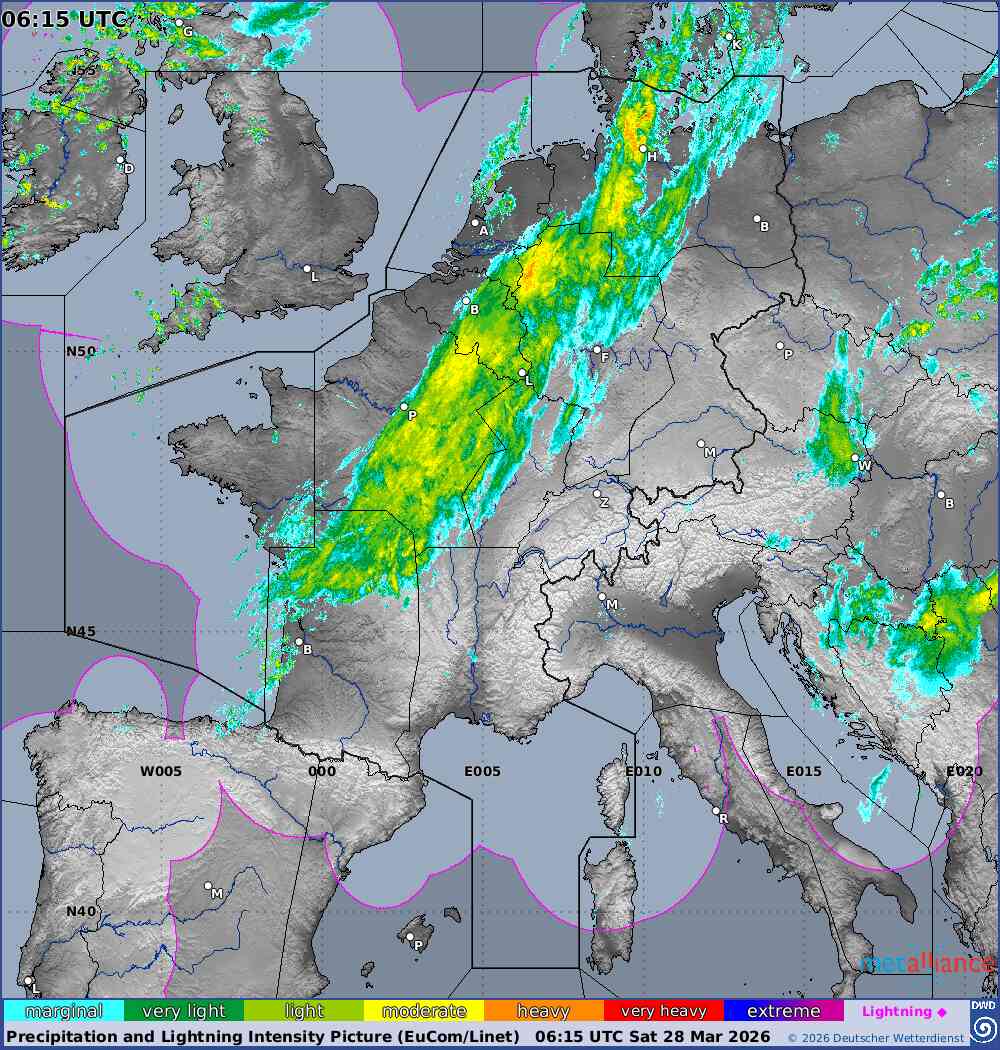 06:15 UTC
G
K
N55
H
D
A
B
L
B
N50
P
F
L
P
M
W
Z
B
M
N45
B
W005
000
E005
E010
E015
E020
R
M
N40
P
metalliance
L
marginal very light light moderate heavy very heavy extreme Lightning ◆
DWD
Precipitation and Lightning Intensity Picture (EuCom/Linet) 06:15 UTC Sat 28 Mar 2026 © 2026 Deutscher Wetterdienst